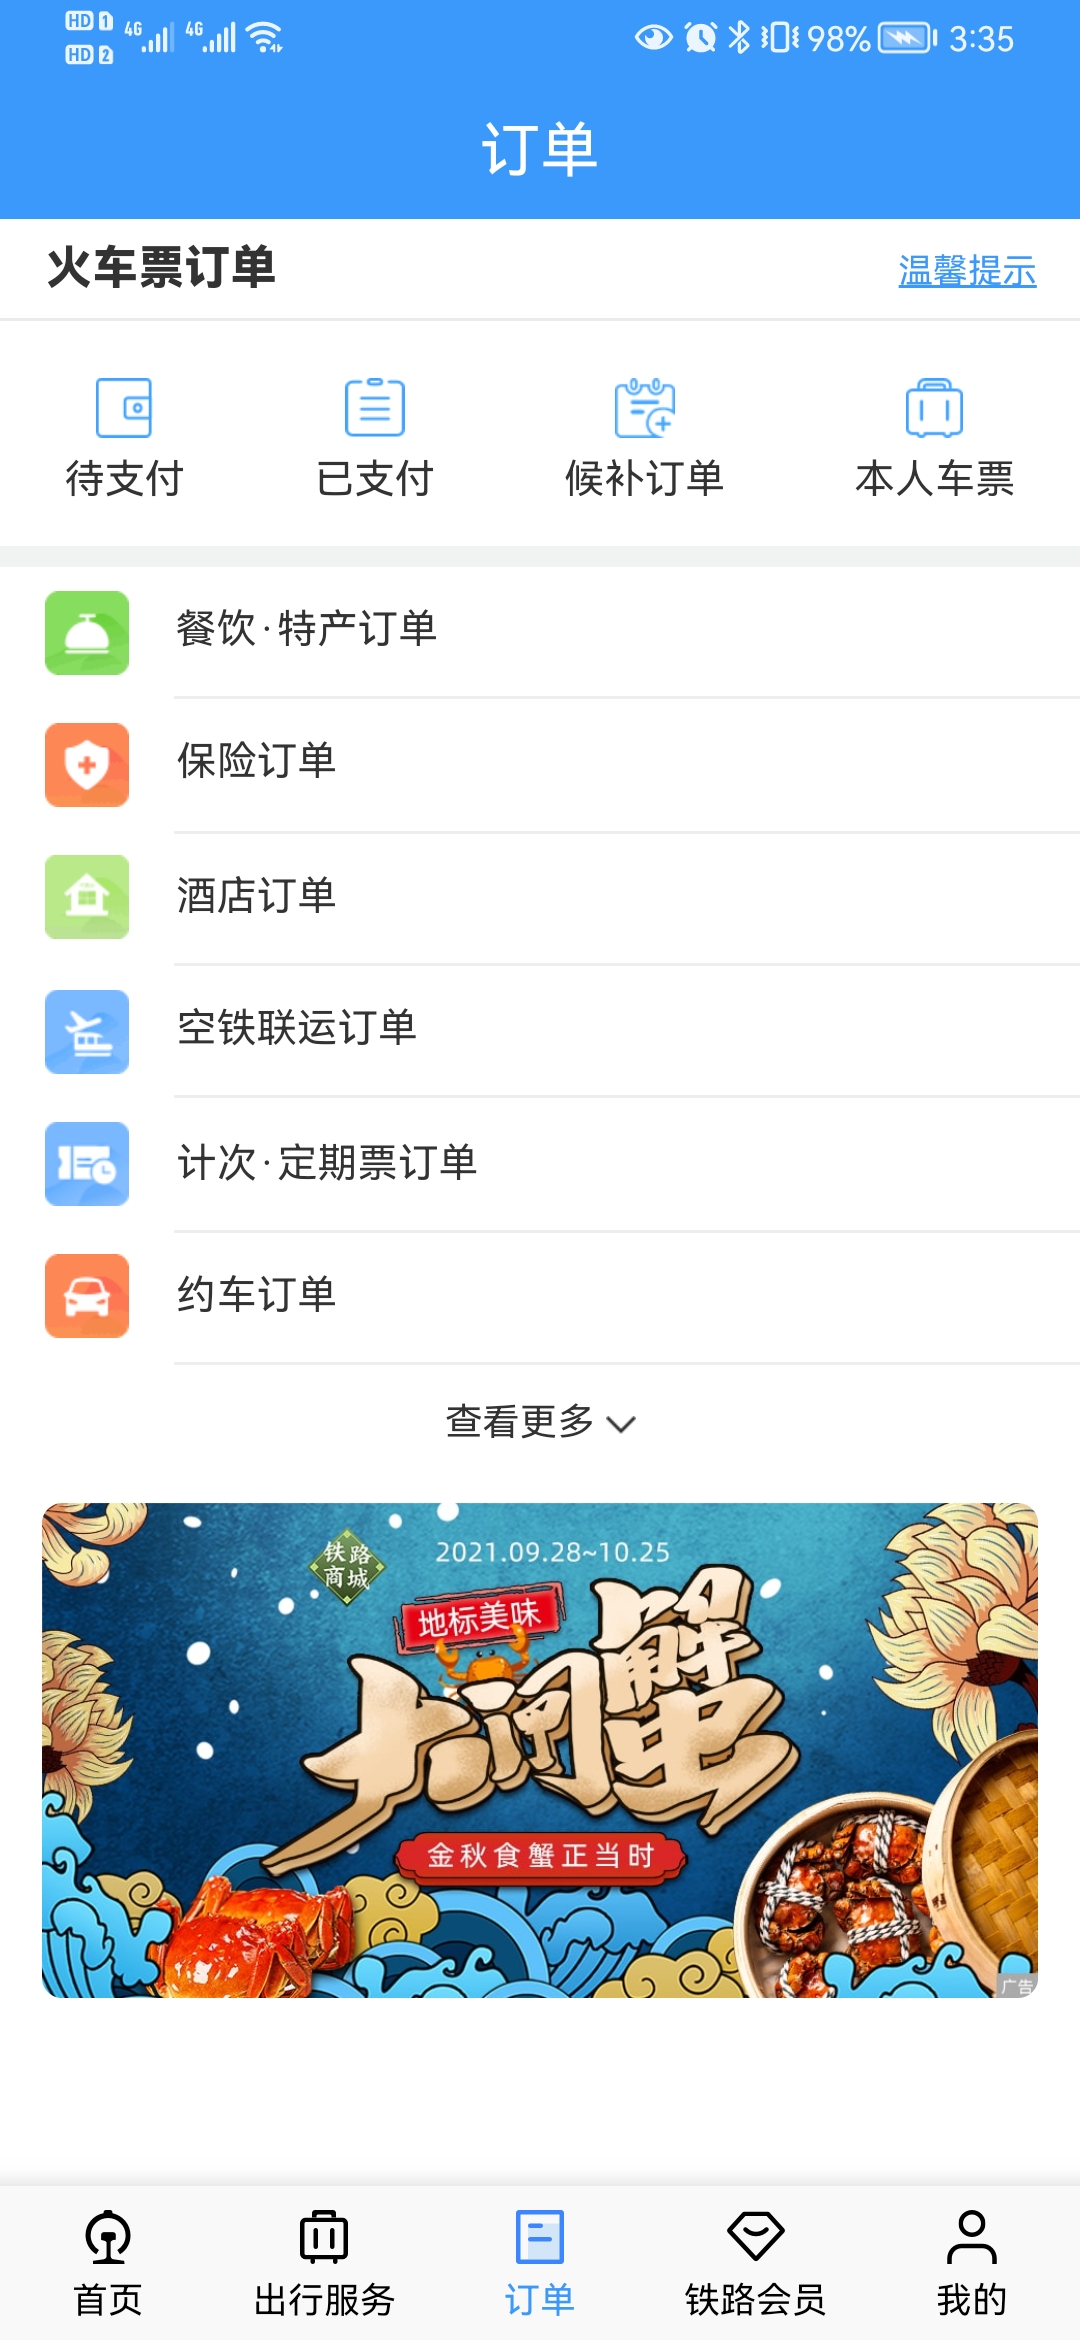 HD 1 4G 4G 98% 3:35
HD 2
订单
火车票订单 温馨提示
待支付 已支付 候补订单 本人车票
餐饮·特产订单
保险订单
酒店订单
空铁联运订单
计次·定期票订单
约车订单
查看更多
铁路商城
2021.09.28~10.25
地标美味
大闸蟹
金秋食蟹正当时
广告
首页 出行服务 订单 铁路会员 我的